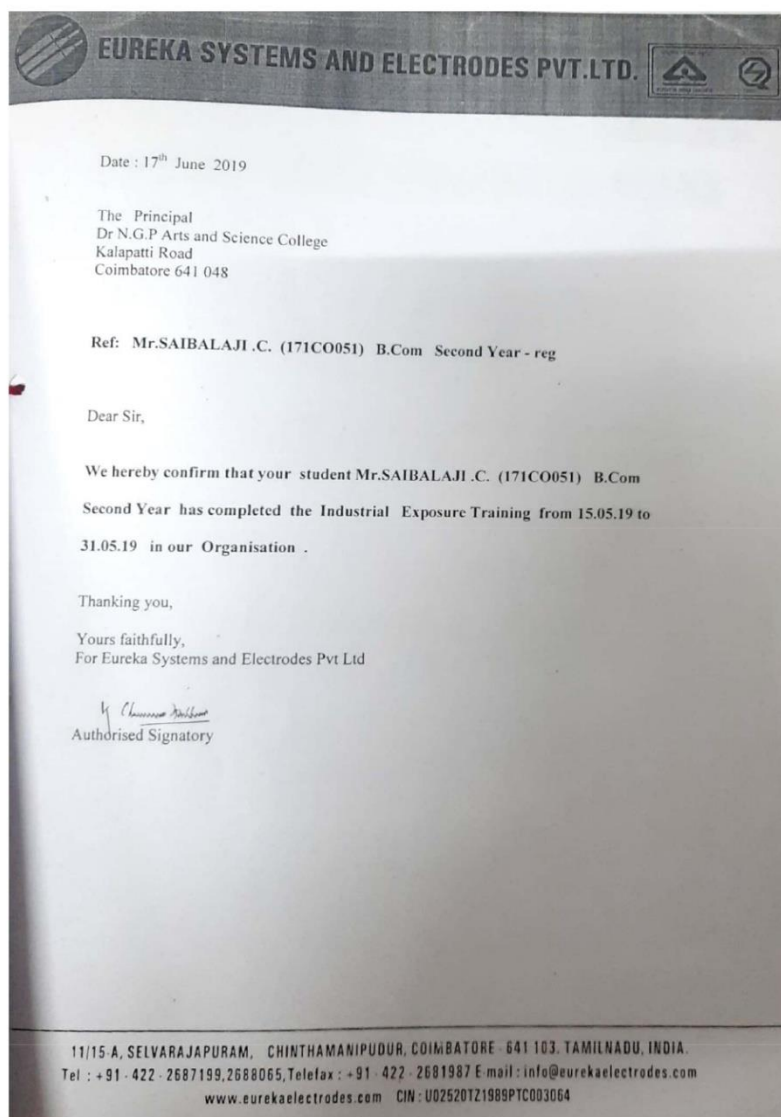 EUREKA SYSTEMS AND ELECTRODES PVT.LTD.
Date : 17th June 2019
The Principal
Dr N.G.P Arts and Science College
Kalapatti Road
Coimbatore 641 048
Ref: Mr.SAIBALAJI .C. (171CO051) B.Com Second Year - reg
Dear Sir,
We hereby confirm that your student Mr.SAIBALAJI .C. (171CO051) B.Com
Second Year has completed the Industrial Exposure Training from 15.05.19 to
31.05.19 in our Organisation .
Thanking you,
Yours faithfully,
For Eureka Systems and Electrodes Pvt Ltd
Authorised Signatory
11/15-A, SELVARAJAPURAM, CHINTHAMANIPUDUR, COIMBATORE - 641 103. TAMILNADU, INDIA.
Tel : +91 - 422 - 2687199,2688065,Telefax : +91 - 422 - 2681987 E-mail : info@eurekaelectrodes.com
www.eurekaelectrodes.com CIN : U02520TZ1989PTC003064